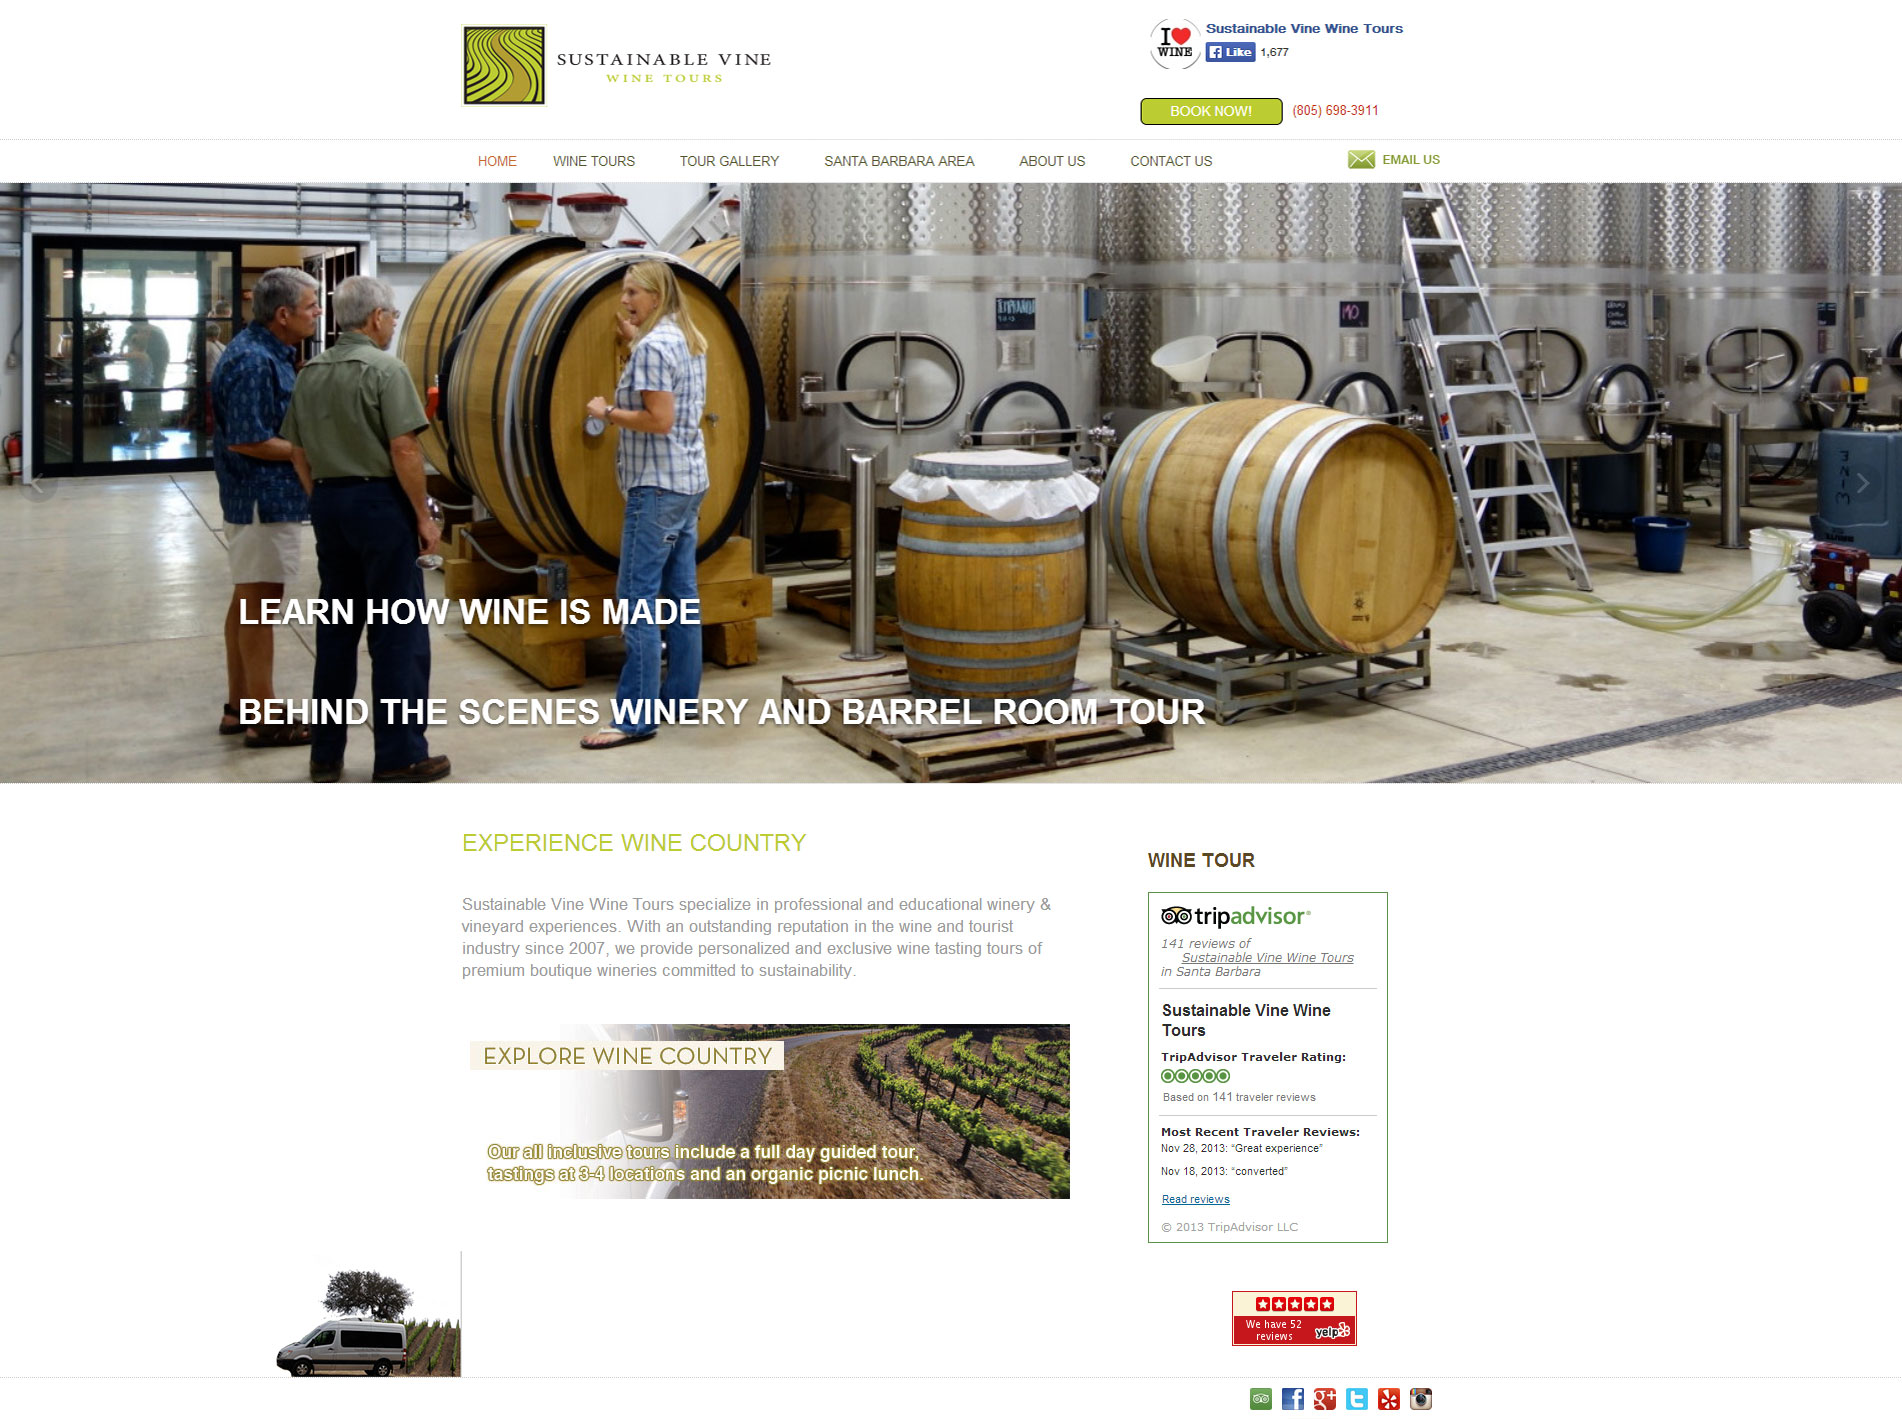 SUSTAINABLE VINE
WINE TOURS
I
WINE
Sustainable Vine Wine Tours
Like 1,677
BOOK NOW! (805) 698-3911
HOME WINE TOURS TOUR GALLERY SANTA BARBARA AREA ABOUT US CONTACT US EMAIL US
LEARN HOW WINE IS MADE
BEHIND THE SCENES WINERY AND BARREL ROOM TOUR
EXPERIENCE WINE COUNTRY
Sustainable Vine Wine Tours specialize in professional and educational winery &
vineyard experiences. With an outstanding reputation in the wine and tourist
industry since 2007, we provide personalized and exclusive wine tasting tours of
premium boutique wineries committed to sustainability.
EXPLORE WINE COUNTRY
Our all inclusive tours include a full day guided tour,
tastings at 3-4 locations and an organic picnic lunch.
WINE TOUR
tripadvisor®
141 reviews of
Sustainable Vine Wine Tours
in Santa Barbara
Sustainable Vine Wine
Tours
TripAdvisor Traveler Rating:
Based on 141 traveler reviews
Most Recent Traveler Reviews:
Nov 28, 2013: “Great experience”
Nov 18, 2013: “converted”
Read reviews
© 2013 TripAdvisor LLC
We have 52
reviews
yelp